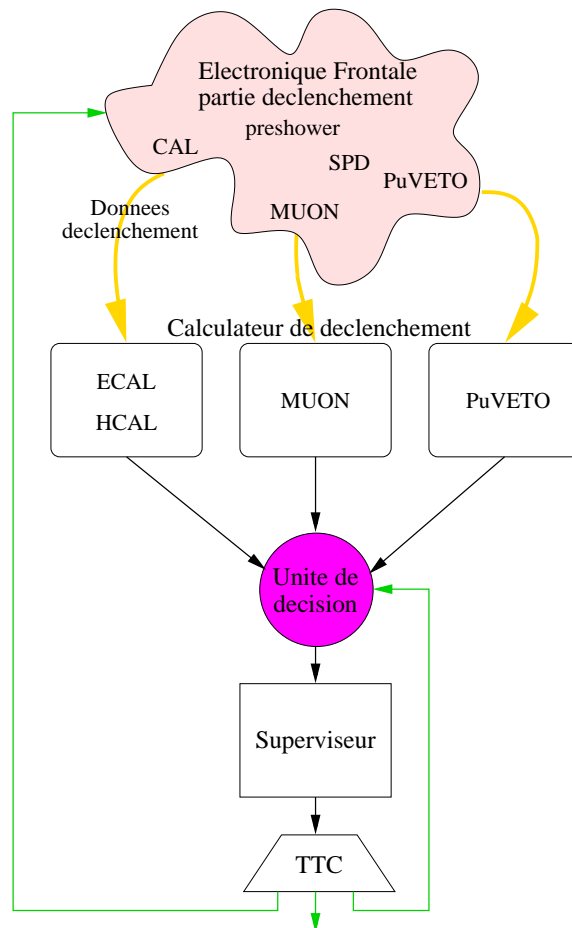 Electronique Frontale
partie declenchement
preshower
CAL
SPD
PuVETO
MUON
Donnees
declenchement
Calculateur de declenchement
ECAL
HCAL
MUON
PuVETO
Unite de
decision
Superviseur
TTC